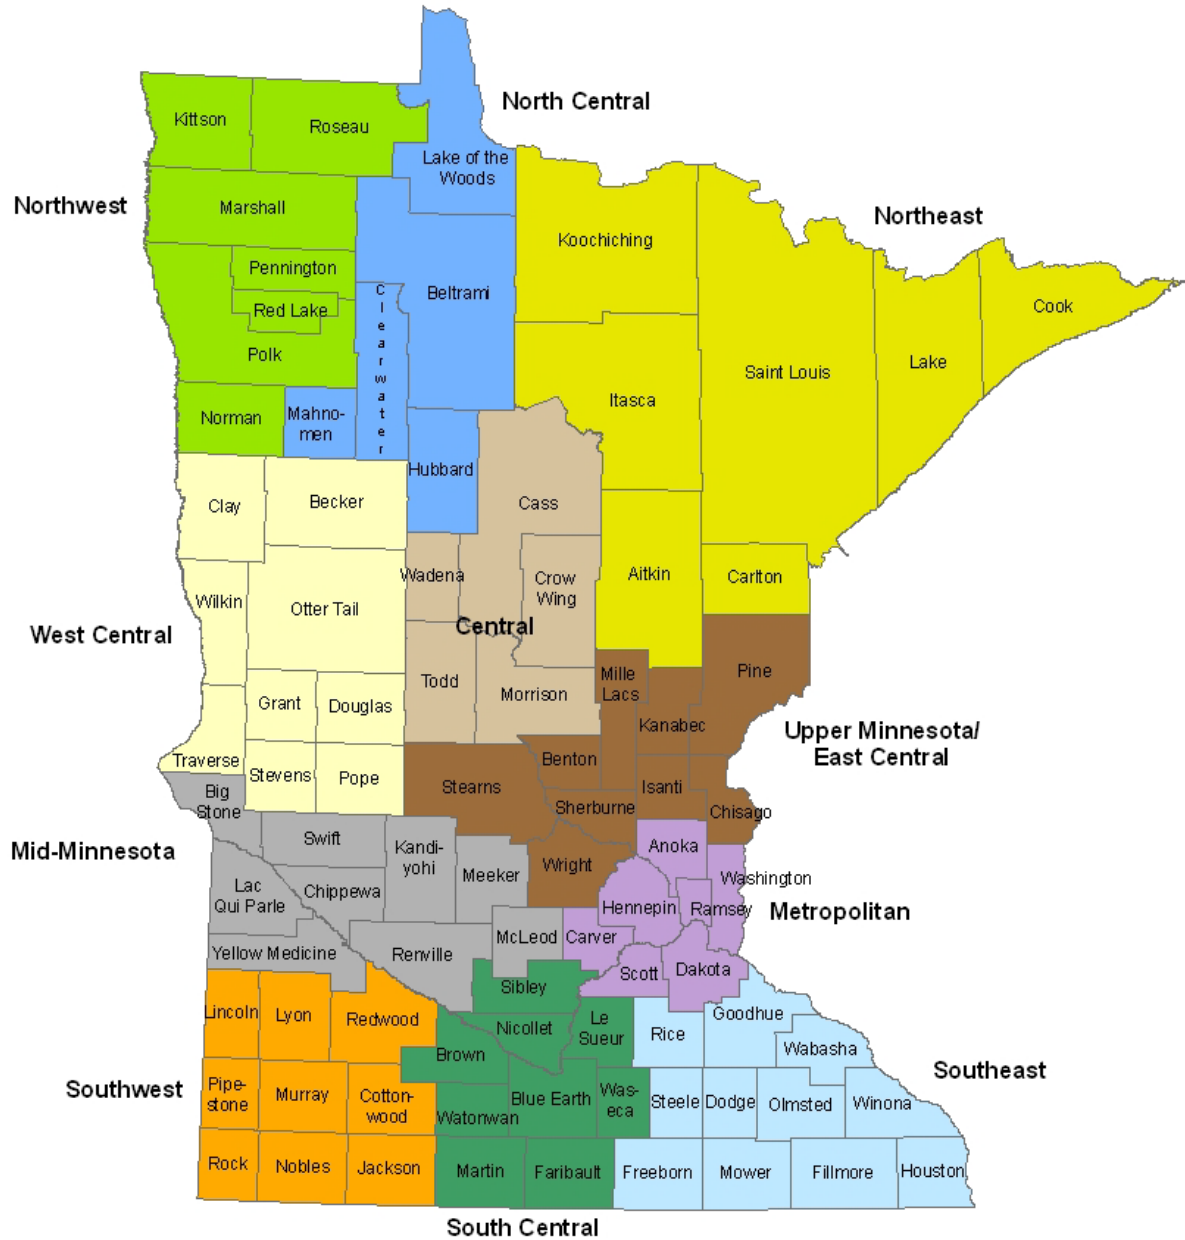 North Central
Kittson
Roseau
Lake of the
Woods
Northwest
Marshall
Northeast
Koochiching
Pennington
Beltrami
Clearwater
Red Lake
Cook
Polk
Lake
Saint Louis
Itasca
Norman
Mahno-
men
Hubbard
Clay
Becker
Cass
Wadena
Crow
Wing
Aitkin
Carlton
Wilkin
Otter Tail
West Central
Central
Pine
Mille
Lacs
Todd
Morrison
Grant
Douglas
Kanabec
Upper Minnesota/
East Central
Traverse
Stevens
Pope
Benton
Stearns
Isanti
Big
Stone
Sherburne
Chisago
Swift
Kandi-
yohi
Anoka
Mid-Minnesota
Wright
Meeker
Washington
Lac
Qui Parle
Chippewa
Hennepin
Ramsey
Metropolitan
McLeod
Carver
Yellow Medicine
Renville
Scott
Dakota
Sibley
Lincoln
Lyon
Redwood
Nicollet
Le
Sueur
Rice
Goodhue
Wabasha
Brown
Southwest
Southeast
Pipe-
stone
Murray
Cotton-
wood
Watonwan
Blue Earth
Was-
eca
Steele
Dodge
Olmsted
Winona
Rock
Nobles
Jackson
Martin
Faribault
Freeborn
Mower
Fillmore
Houston
South Central